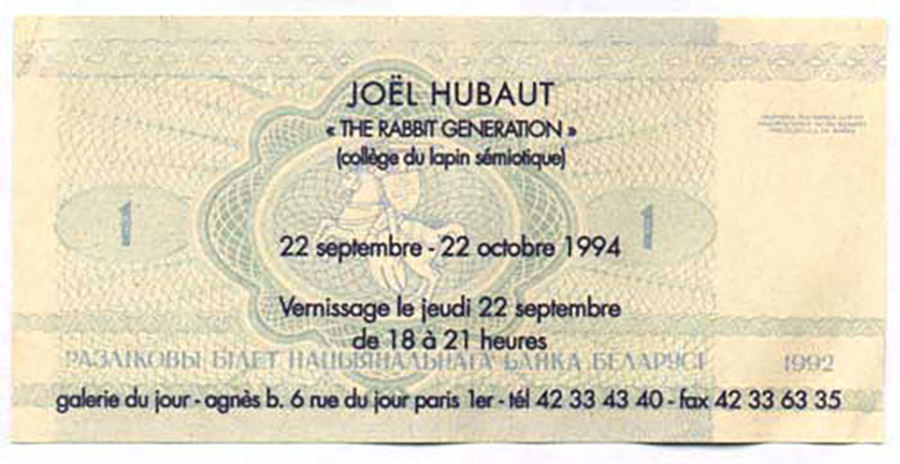 JOËL HUBAUT
« THE RABBIT GENERATION »
(collège du lapin sémiotique)
1 1
22 septembre - 22 octobre 1994
Vernissage le jeudi 22 septembre
de 18 à 21 heures
РАЗЛІКОВЫ БІЛЕТ НАЦЫЯНАЛЬНАГА БАНКА БЕЛАРУСІ 1992
galerie du jour - agnès b. 6 rue du jour paris 1er - tél 42 33 43 40 - fax 42 33 63 35